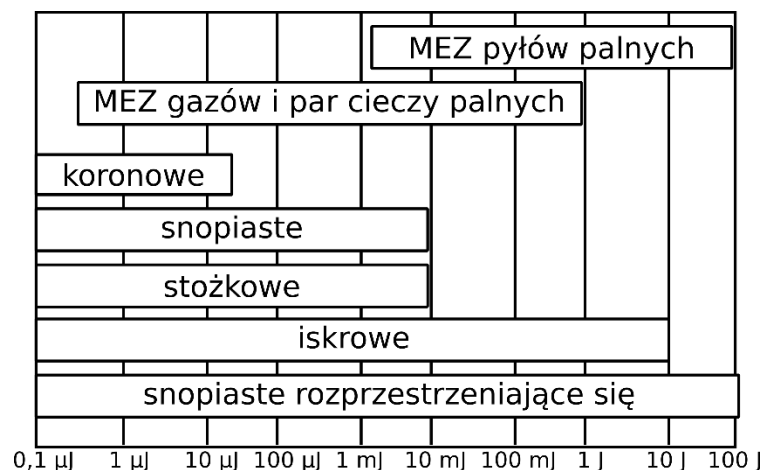 MEZ pyłów palnych
MEZ gazów i par cieczy palnych
koronowe
snopiaste
stożkowe
iskrowe
snopiaste rozprzestrzeniające się
0,1 µJ 1 µJ 10 µJ 100 µJ 1 mJ 10 mJ 100 mJ 1 J 10 J 100 J